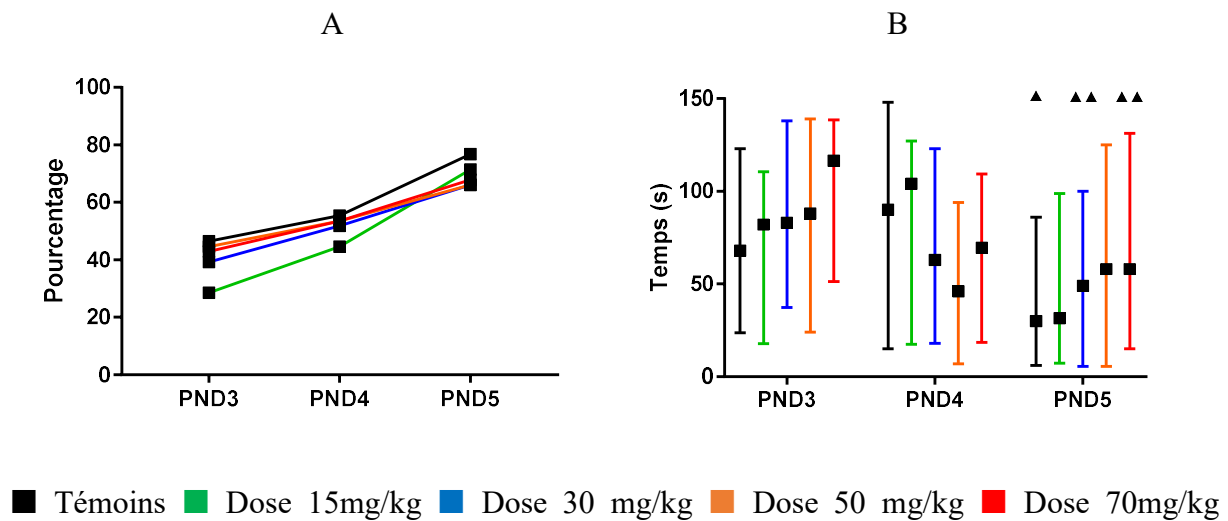 A
B
Pourcentage
100
80
60
40
20
0
PND3 PND4 PND5
Temps (s)
150
100
50
0
▲ ▲▲ ▲▲
PND3 PND4 PND5
Témoins Dose 15mg/kg Dose 30 mg/kg Dose 50 mg/kg Dose 70mg/kg